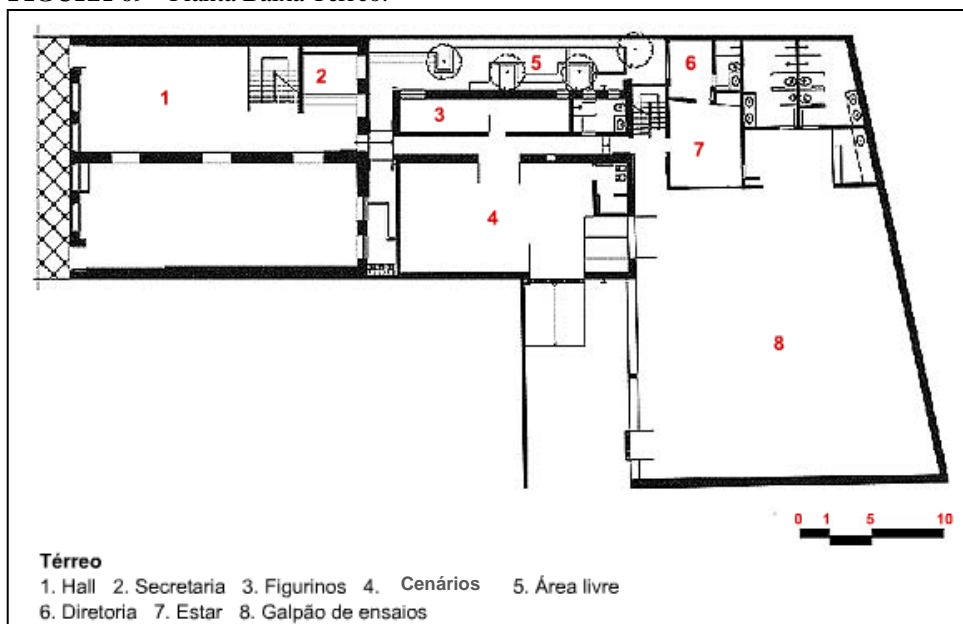 1
2
5
6
3
7
4
8
0 1 5 10
Térreo
1. Hall 2. Secretaria 3. Figurinos 4. Cenários 5. Área livre
6. Diretoria 7. Estar 8. Galpão de ensaios